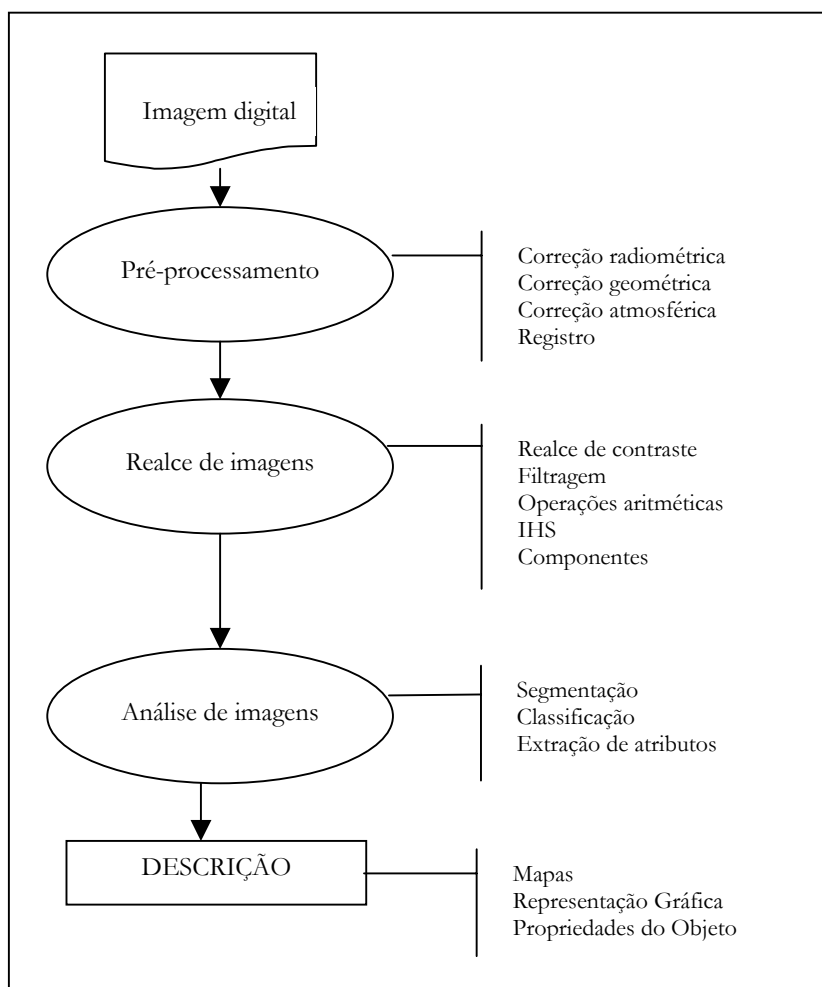 Imagem digital
Pré-processamento
Correção radiométrica
Correção geométrica
Correção atmosférica
Registro
Realce de imagens
Realce de contraste
Filtragem
Operações aritméticas
IHS
Componentes
Análise de imagens
Segmentação
Classificação
Extração de atributos
DESCRIÇÃO
Mapas
Representação Gráfica
Propriedades do Objeto